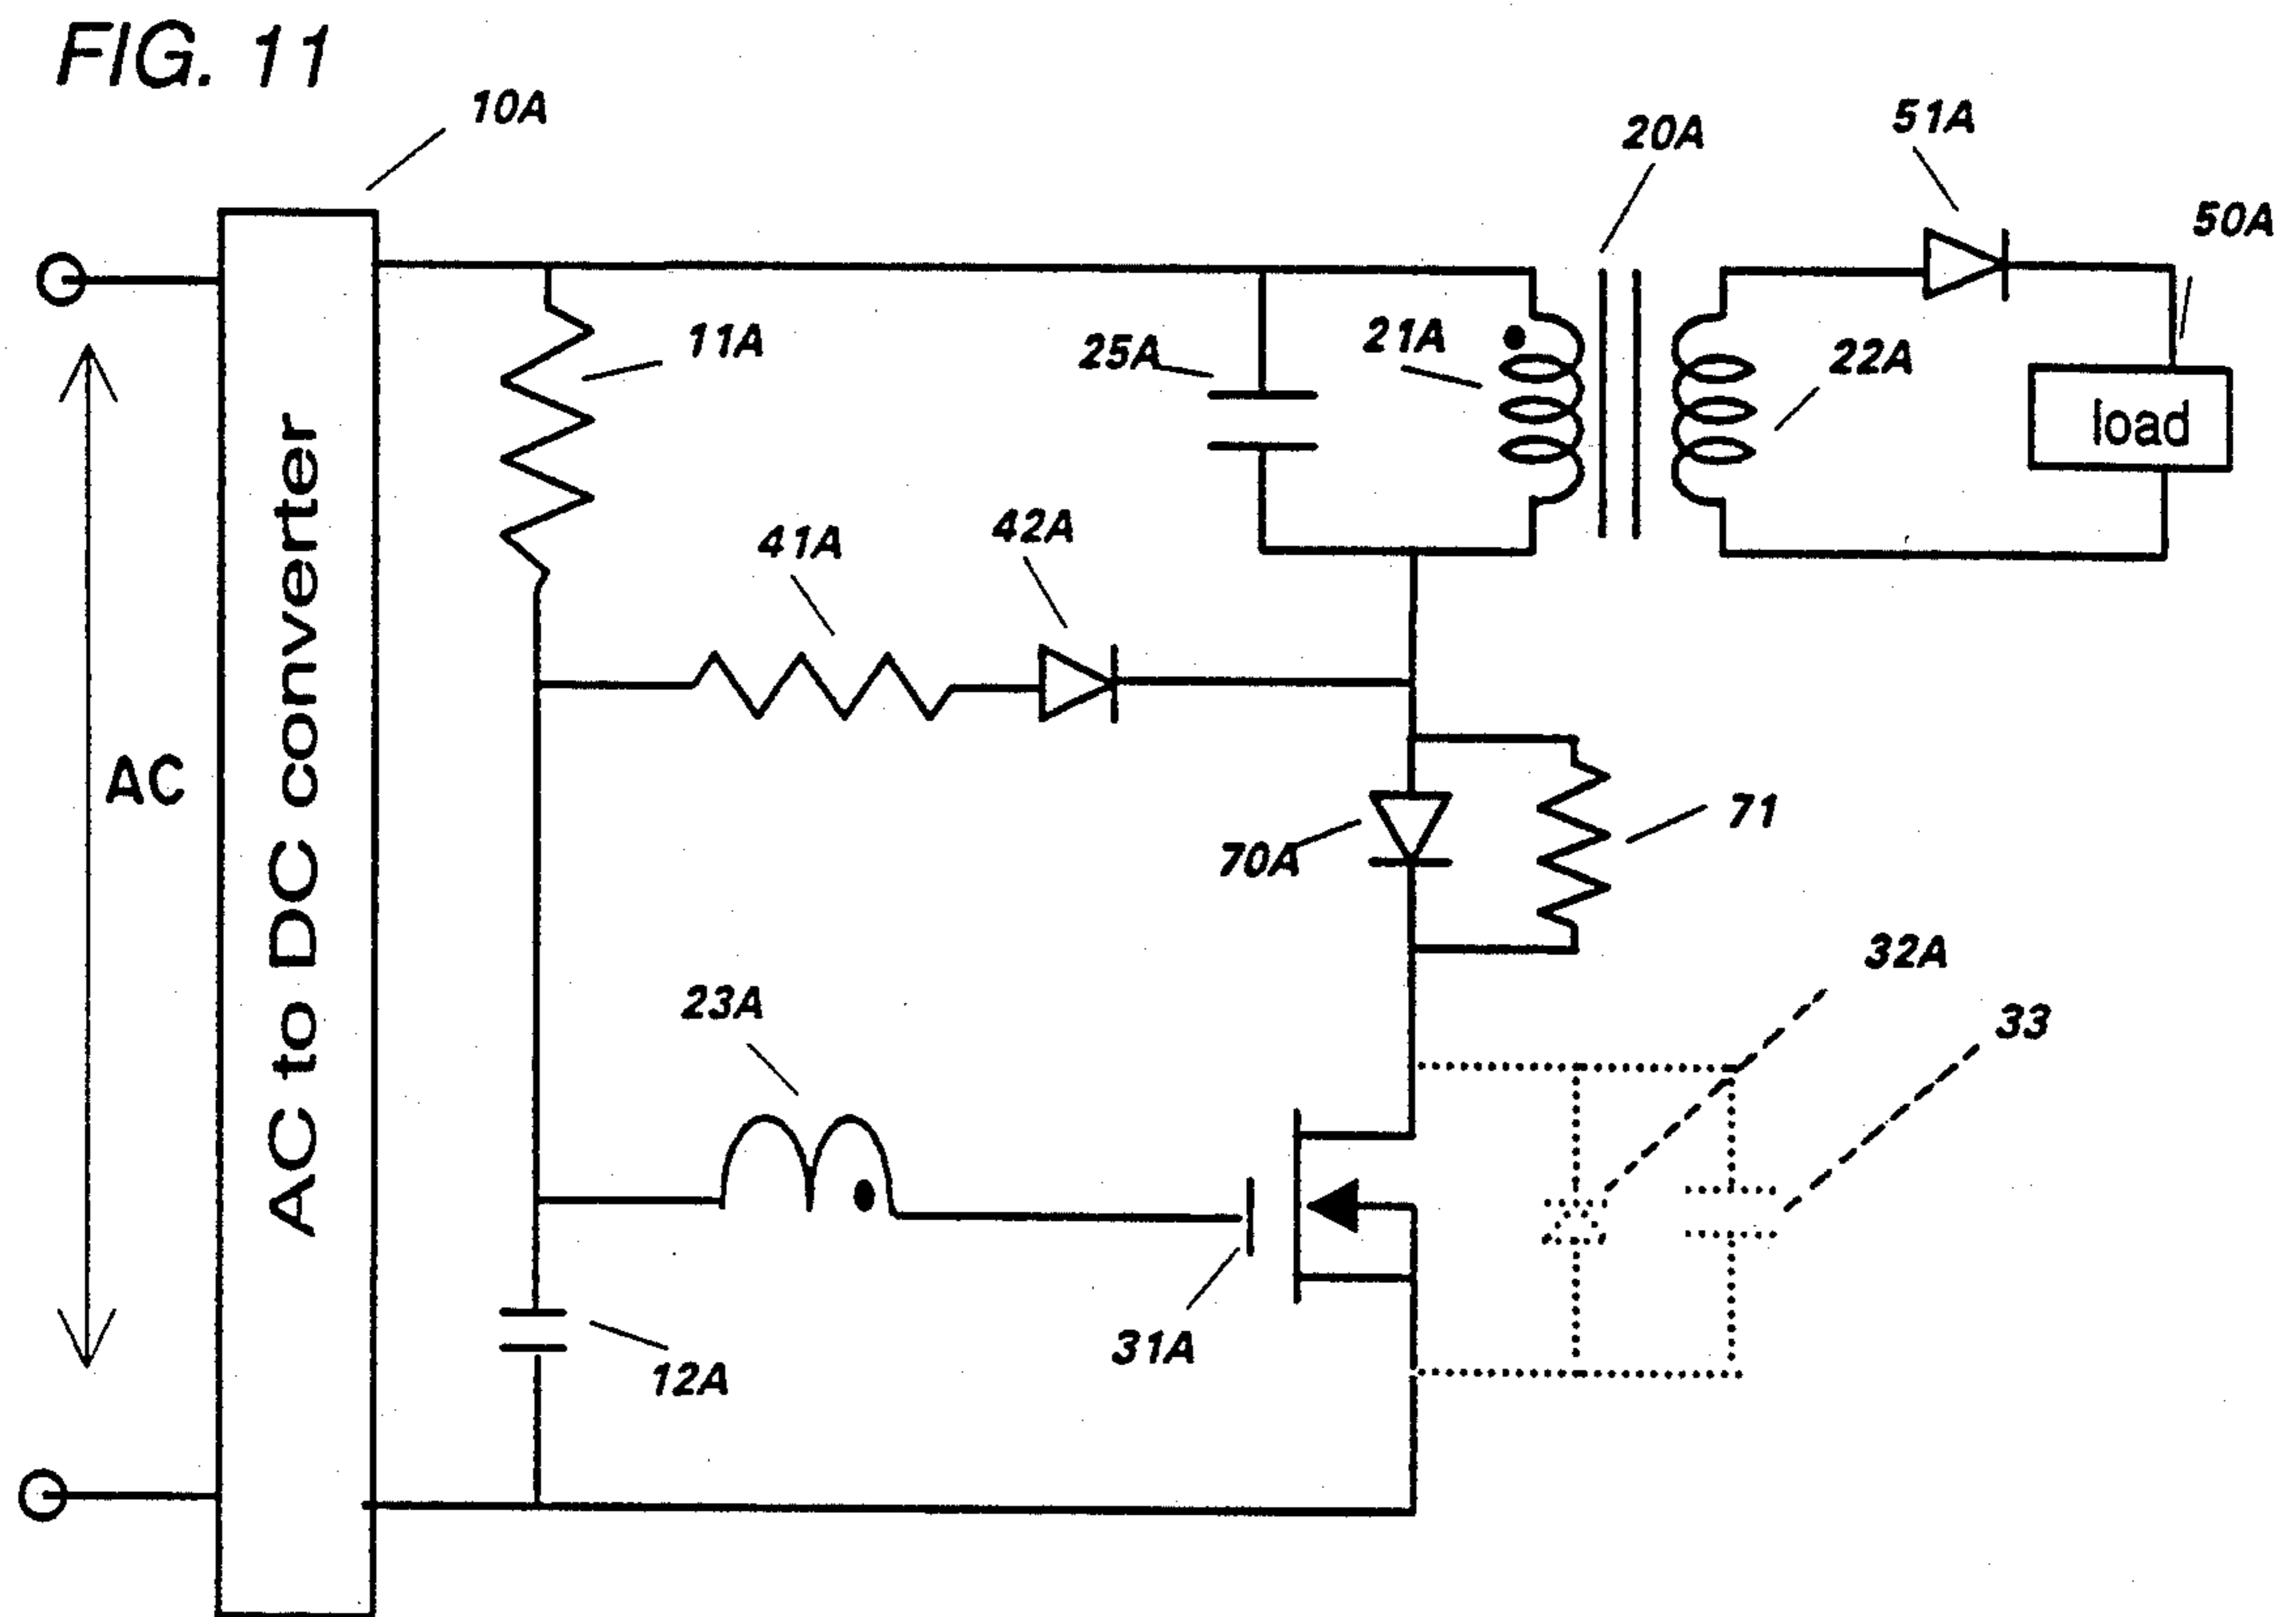 FIG. 11
10A
20A
51A
50A
11A
25A
21A
22A
load
41A
42A
AC
AC to DC converter
70A
71
32A
23A
33
31A
12A